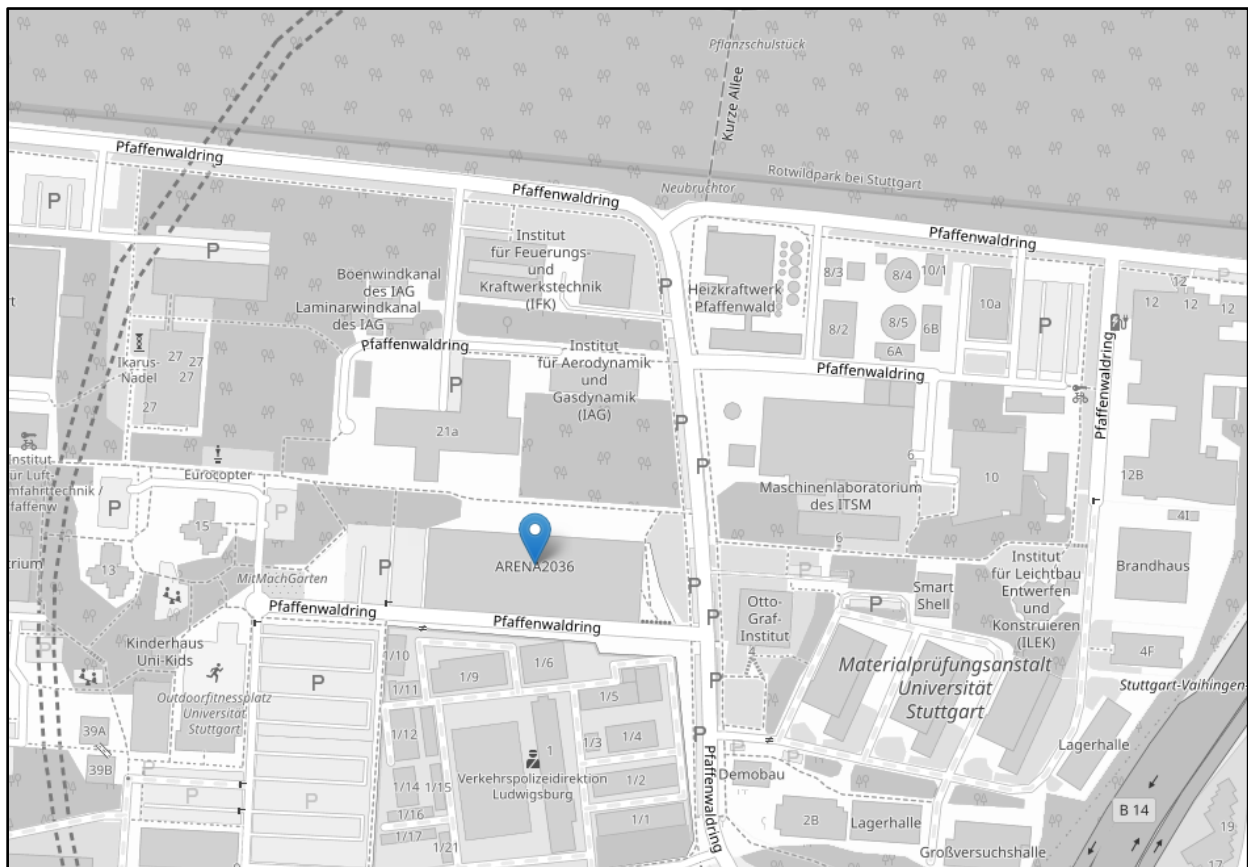 Pflanzschulstück
Kurze Allee
Pfaffenwaldring
Rotwildpark bei Stuttgart
Neubruchtor
Pfaffenwaldring
P
Pfaffenwaldring
P
Institut
für Feuerungs-
und
Kraftwerkstechnik
(IFK)
Böenwindkanal
des IAG
Laminarwindkanal
des IAG
P
Heizkraftwerk
Pfaffenwald
8/3
8/4
10/1
10a
12
12
12
12
P
8/2
8/5
6B
6A
P
Pfaffenwaldring
Pfaffenwaldring
Pfaffenwaldring
Institut
für Aerodynamik
und
Gasdynamik
(IAG)
Ikarus-
Nadel
27
27
27
27
P
21a
P
P
6
10
12B
Maschinenlaboratorium
des ITSM
6
Eurocopter
Institut
für Luft-
P
P
15
13
MitMachGarten
P
ARENA2036
Pfaffenwaldring
Pfaffenwaldring
P
P
P
Otto-
Graf-
Institut
4
Smart
Shell
P
Institut
für Leichtbau
Entwerfen
und
Konstruieren
(ILEK)
4I
Brandhaus
4F
Materialprüfungsanstalt
Universität
Stuttgart
Stuttgart-Vaihingen
Kinderhaus
Uni-Kids
P
Outdoorfitnessplatz
Universität
Stuttgart
P
P
1/10
1/11
1/9
1/6
1/5
1/12
1/3
1/4
1
1/2
1/14
1/15
1/16
1/17
1/21
1/1
Verkehrspolizeidirektion
Ludwigsburg
39A
39B
P
P
P
P
Pfaffenwaldring
P
P
Demobau
2B
Lagerhalle
Lagerhalle
Großversuchshalle
B 14
19
17